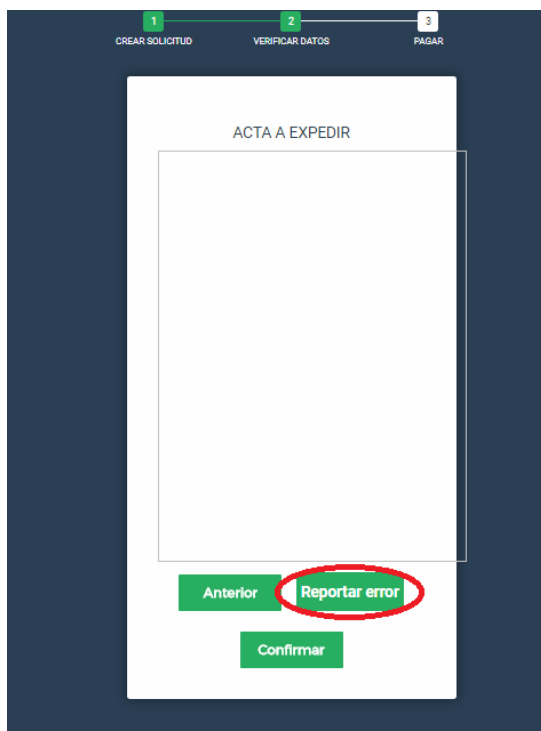 1 2 3
CREAR SOLICITUD VERIFICAR DATOS PAGAR
ACTA A EXPEDIR
Anterior Reportar error
Confirmar